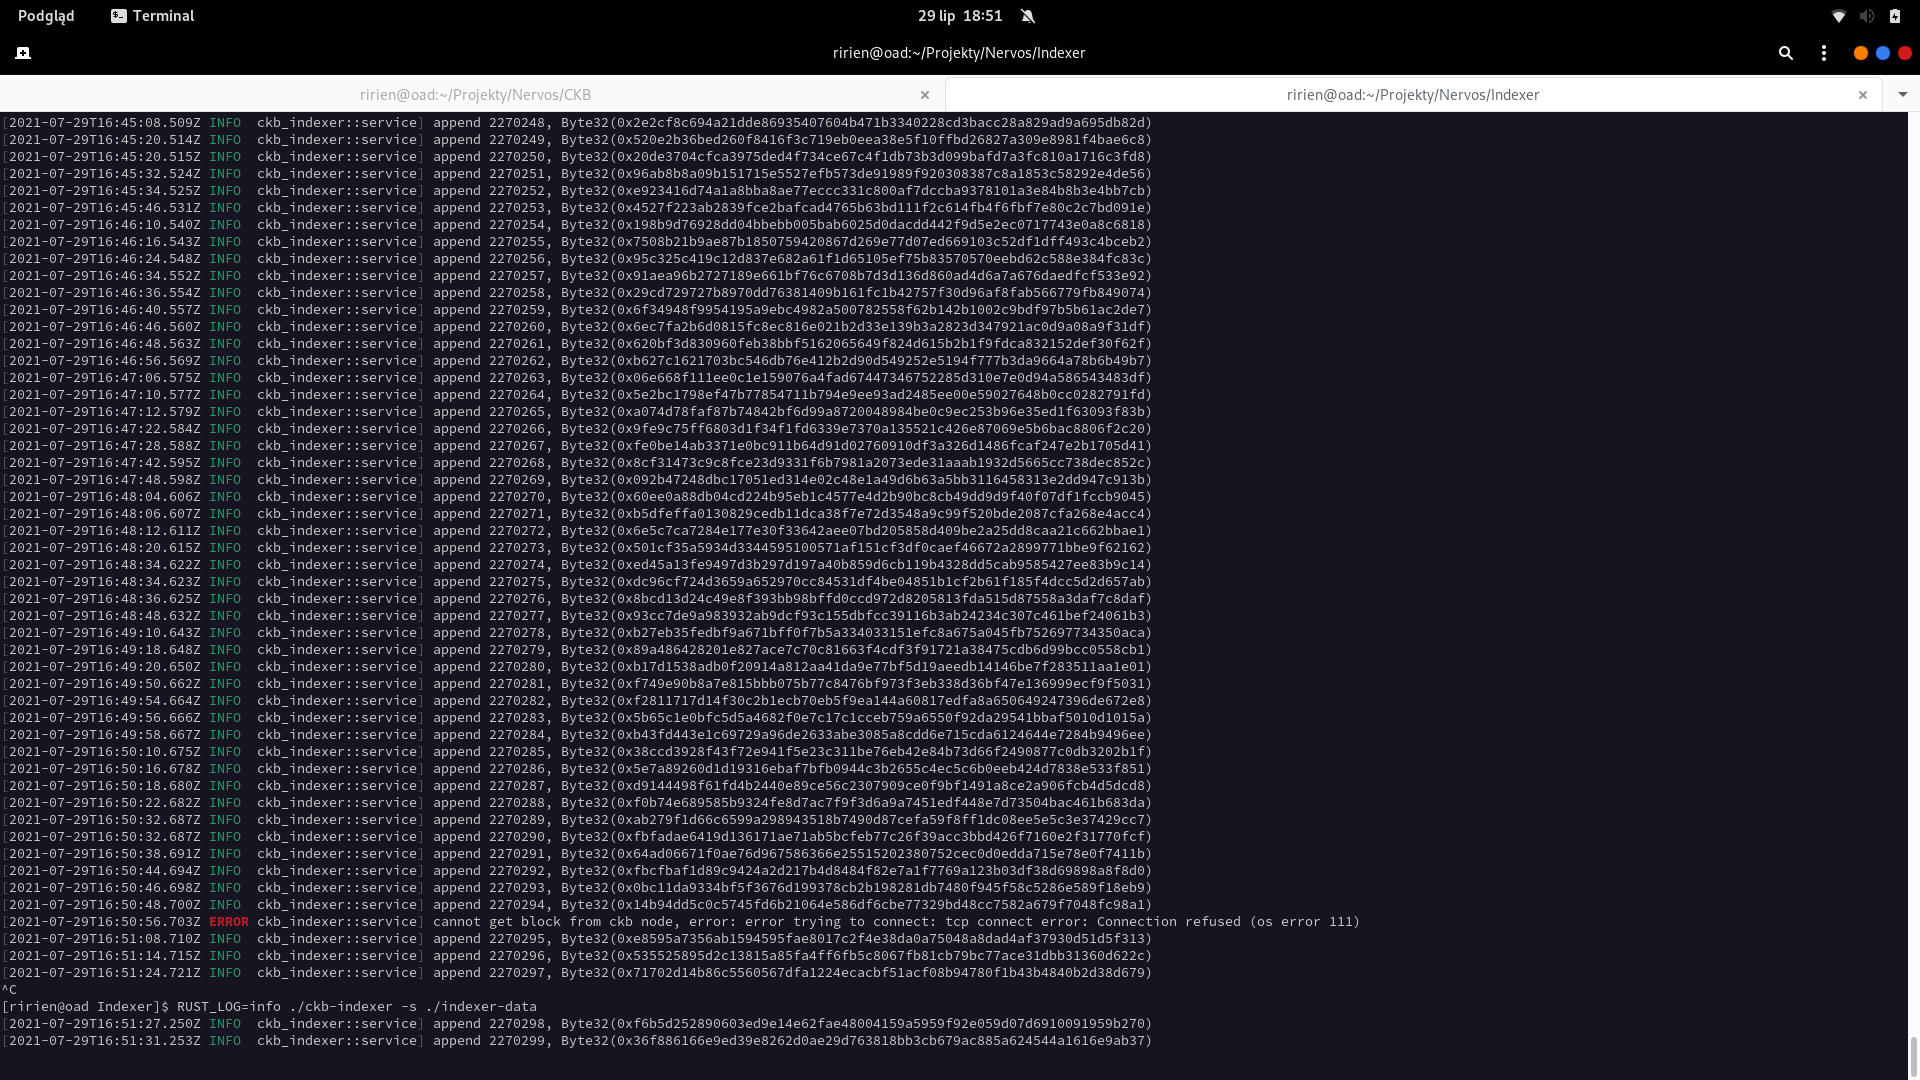 Podgląd
Terminal
29 lip 18:51
ririen@oad:~/Projekty/Nervos/Indexer
ririen@oad:~/Projekty/Nervos/CKB
ririen@oad:~/Projekty/Nervos/Indexer
[2021-07-29T16:45:08.509Z INFO  ckb_indexer::service] append 2270248, Byte32(0x2e2cf8c694a21dde86935407604b471b3340228cd3bacc28a829ad9a695db82d)
[2021-07-29T16:45:20.514Z INFO  ckb_indexer::service] append 2270249, Byte32(0x520e2b36bed260f8416f3c719eb0eea38e5f10ffbd26827a309e8981f4bae6c8)
[2021-07-29T16:45:20.515Z INFO  ckb_indexer::service] append 2270250, Byte32(0x20de3704cfca3975ded4f734ce67c4f1db73b3d099bafd7a3fc810a1716c3fd8)
[2021-07-29T16:45:32.524Z INFO  ckb_indexer::service] append 2270251, Byte32(0x96ab8b8a09b151715e5527efb573de91989f920308387c8a1853c58292e4de56)
[2021-07-29T16:45:34.525Z INFO  ckb_indexer::service] append 2270252, Byte32(0xe923416d74a1a8bba8ae77eccc331c800af7dccba9378101a3e84b8b3e4bb7cb)
[2021-07-29T16:45:46.531Z INFO  ckb_indexer::service] append 2270253, Byte32(0x4527f223ab2839fce2bafcad4765b63bd111f2c614fb4f6fbf7e80c2c7bd091e)
[2021-07-29T16:46:10.540Z INFO  ckb_indexer::service] append 2270254, Byte32(0x198b9d76928dd04bbebb005bab6025d0dacdd442f9d5e2ec0717743e0a8c6818)
[2021-07-29T16:46:16.543Z INFO  ckb_indexer::service] append 2270255, Byte32(0x7508b21b9ae87b1850759420867d269e77d07ed669103c52df1dff493c4bceb2)
[2021-07-29T16:46:24.548Z INFO  ckb_indexer::service] append 2270256, Byte32(0x95c325c419c12d837e682a61f1d65105ef75b83570570eebd62c588e384fc83c)
[2021-07-29T16:46:34.552Z INFO  ckb_indexer::service] append 2270257, Byte32(0x91aea96b2727189e661bf76c6708b7d3d136d860ad4d6a7a676daedfcf533e92)
[2021-07-29T16:46:36.554Z INFO  ckb_indexer::service] append 2270258, Byte32(0x29cd729727b8970dd76381409b161fc1b42757f30d96af8fab566779fb849074)
[2021-07-29T16:46:40.557Z INFO  ckb_indexer::service] append 2270259, Byte32(0x6f34948f9954195a9ebc4982a500782558f62b142b1002c9bdf97b5b61ac2de7)
[2021-07-29T16:46:46.560Z INFO  ckb_indexer::service] append 2270260, Byte32(0x6ec7fa2b6d0815fc8ec816e021b2d33e139b3a2823d347921ac0d9a08a9f31df)
[2021-07-29T16:46:48.563Z INFO  ckb_indexer::service] append 2270261, Byte32(0x620bf3d830960feb38bbf5162065649f824d615b2b1f9fdca832152def30f62f)
[2021-07-29T16:46:56.569Z INFO  ckb_indexer::service] append 2270262, Byte32(0xb627c1621703bc546db76e412b2d90d549252e5194f777b3da9664a78b6b49b7)
[2021-07-29T16:47:06.575Z INFO  ckb_indexer::service] append 2270263, Byte32(0x06e668f111ee0c1e159076a4fad67447346752285d310e7e0d94a586543483df)
[2021-07-29T16:47:10.577Z INFO  ckb_indexer::service] append 2270264, Byte32(0x5e2bc1798ef47b77854711b794e9ee93ad2485ee00e59027648b0cc0282791fd)
[2021-07-29T16:47:12.579Z INFO  ckb_indexer::service] append 2270265, Byte32(0xa074d78faf87b74842bf6d99a8720048984be0c9ec253b96e35ed1f63093f83b)
[2021-07-29T16:47:22.584Z INFO  ckb_indexer::service] append 2270266, Byte32(0x9fe9c75ff6803d1f34f1fd6339e7370a135521c426e87069e5b6bac8806f2c20)
[2021-07-29T16:47:28.588Z INFO  ckb_indexer::service] append 2270267, Byte32(0xfe0be14ab3371e0bc911b64d91d02760910df3a326d1486fcaf247e2b1705d41)
[2021-07-29T16:47:42.595Z INFO  ckb_indexer::service] append 2270268, Byte32(0x8cf31473c9c8fce23d9331f6b7981a2073ede31aaab1932d5665cc738dec852c)
[2021-07-29T16:47:48.598Z INFO  ckb_indexer::service] append 2270269, Byte32(0x092b47248dbc17051ed314e02c48e1a49d6b63a5bb3116458313e2dd947c913b)
[2021-07-29T16:48:04.606Z INFO  ckb_indexer::service] append 2270270, Byte32(0x60ee0a88db04cd224b95eb1c4577e4d2b90bc8cb49dd9d9f40f07df1fccb9045)
[2021-07-29T16:48:06.607Z INFO  ckb_indexer::service] append 2270271, Byte32(0xb5dfeffa0130829cedb11dca38f7e72d3548a9c99f520bde2087cfa268e4acc4)
[2021-07-29T16:48:12.611Z INFO  ckb_indexer::service] append 2270272, Byte32(0x6e5c7ca7284e177e30f33642aee07bd205858d409be2a25dd8caa21c662bbae1)
[2021-07-29T16:48:20.615Z INFO  ckb_indexer::service] append 2270273, Byte32(0x501cf35a5934d3344595100571af151cf3df0caef46672a2899771bbe9f62162)
[2021-07-29T16:48:34.622Z INFO  ckb_indexer::service] append 2270274, Byte32(0xed45a13fe9497d3b297d197a40b859d6cb119b4328dd5cab9585427ee83b9c14)
[2021-07-29T16:48:34.623Z INFO  ckb_indexer::service] append 2270275, Byte32(0xdc96cf724d3659a652970cc84531df4be04851b1cf2b61f185f4dcc5d2d657ab)
[2021-07-29T16:48:36.625Z INFO  ckb_indexer::service] append 2270276, Byte32(0x8bcd13d24c49e8f393bb98bffd0ccd972d8205813fda515d87558a3daf7c8daf)
[2021-07-29T16:48:48.632Z INFO  ckb_indexer::service] append 2270277, Byte32(0x93cc7de9a983932ab9dcf93c155dbfcc39116b3ab24234c307c461bef24061b3)
[2021-07-29T16:49:10.643Z INFO  ckb_indexer::service] append 2270278, Byte32(0xb27eb35fedbf9a671bff0f7b5a334033151efc8a675a045fb752697734350aca)
[2021-07-29T16:49:18.648Z INFO  ckb_indexer::service] append 2270279, Byte32(0x89a486428201e827ace7c70c81663f4cdf3f91721a38475cdb6d99bcc0558cb1)
[2021-07-29T16:49:20.650Z INFO  ckb_indexer::service] append 2270280, Byte32(0xb17d1538adb0f20914a812aa41da9e77bf5d19aeedb14146be7f283511aa1e01)
[2021-07-29T16:49:50.662Z INFO  ckb_indexer::service] append 2270281, Byte32(0xf749e90b8a7e815bbb075b77c8476bf973f3eb338d36bf47e136999ecf9f5031)
[2021-07-29T16:49:54.664Z INFO  ckb_indexer::service] append 2270282, Byte32(0xf2811717d14f30c2b1ecb70eb5f9ea144a60817edfa8a650649247396de672e8)
[2021-07-29T16:49:56.666Z INFO  ckb_indexer::service] append 2270283, Byte32(0x5b65c1e0bfc5d5a4682f0e7c17c1cceb759a6550f92da29541bbaf5010d1015a)
[2021-07-29T16:49:58.667Z INFO  ckb_indexer::service] append 2270284, Byte32(0xb43fd443e1c69729a96de2633abe3085a8cdd6e715cda6124644e7284b9496ee)
[2021-07-29T16:50:10.675Z INFO  ckb_indexer::service] append 2270285, Byte32(0x38ccd3928f43f72e941f5e23c311be76eb42e84b73d66f2490877c0db3202b1f)
[2021-07-29T16:50:16.678Z INFO  ckb_indexer::service] append 2270286, Byte32(0x5e7a89260d1d19316ebaf7bfb0944c3b2655c4ec5c6b0eeb424d7838e533f851)
[2021-07-29T16:50:18.680Z INFO  ckb_indexer::service] append 2270287, Byte32(0xd9144498f61fd4b2440e89ce56c2307909ce0f9bf1491a8ce2a906fcb4d5dcd8)
[2021-07-29T16:50:22.682Z INFO  ckb_indexer::service] append 2270288, Byte32(0xf0b74e689585b9324fe8d7ac7f9f3d6a9a7451edf448e7d73504bac461b683da)
[2021-07-29T16:50:32.687Z INFO  ckb_indexer::service] append 2270289, Byte32(0xab279f1d66c6599a298943518b7490d87cefa59f8ff1dc08ee5e5c3e37429cc7)
[2021-07-29T16:50:32.687Z INFO  ckb_indexer::service] append 2270290, Byte32(0xfbfadae6419d136171ae71ab5bcfeb77c26f39acc3bbd426f7160e2f31770fcf)
[2021-07-29T16:50:38.691Z INFO  ckb_indexer::service] append 2270291, Byte32(0x64ad06671f0ae76d967586366e25515202380752cec0d0edda715e78e0f7411b)
[2021-07-29T16:50:44.694Z INFO  ckb_indexer::service] append 2270292, Byte32(0xfbcfbaf1d89c9424a2d217b4d8484f82e7a1f7769a123b03df38d69898a8f8d0)
[2021-07-29T16:50:46.698Z INFO  ckb_indexer::service] append 2270293, Byte32(0x0bc11da9334bf5f3676d199378cb2b198281db7480f945f58c5286e589f18eb9)
[2021-07-29T16:50:48.700Z INFO  ckb_indexer::service] append 2270294, Byte32(0x14b94dd5c0c5745fd6b21064e586df6cbe77329bd48cc7582a679f7048fc98a1)
[2021-07-29T16:50:56.703Z ERROR ckb_indexer::service] cannot get block from ckb node, error: error trying to connect: tcp connect error: Connection refused (os error 111)
[2021-07-29T16:51:08.710Z INFO  ckb_indexer::service] append 2270295, Byte32(0xe8595a7356ab1594595fae8017c2f4e38da0a75048a8dad4af37930d51d5f313)
[2021-07-29T16:51:14.715Z INFO  ckb_indexer::service] append 2270296, Byte32(0x535525895d2c13815a85fa4ff6fb5c8067fb81cb79bc77ace31dbb31360d622c)
[2021-07-29T16:51:24.721Z INFO  ckb_indexer::service] append 2270297, Byte32(0x71702d14b86c5560567dfa1224ecacbf51acf08b94780f1b43b4840b2d38d679)
^C
[ririen@oad Indexer]$ RUST_LOG=info ./ckb-indexer -s ./indexer-data
[2021-07-29T16:51:27.250Z INFO  ckb_indexer::service] append 2270298, Byte32(0xf6b5d252890603ed9e14e62fae48004159a5959f92e059d07d6910091959b270)
[2021-07-29T16:51:31.253Z INFO  ckb_indexer::service] append 2270299, Byte32(0x36f886166e9ed39e8262d0ae29d763818bb3cb679ac885a624544a1616e9ab37)